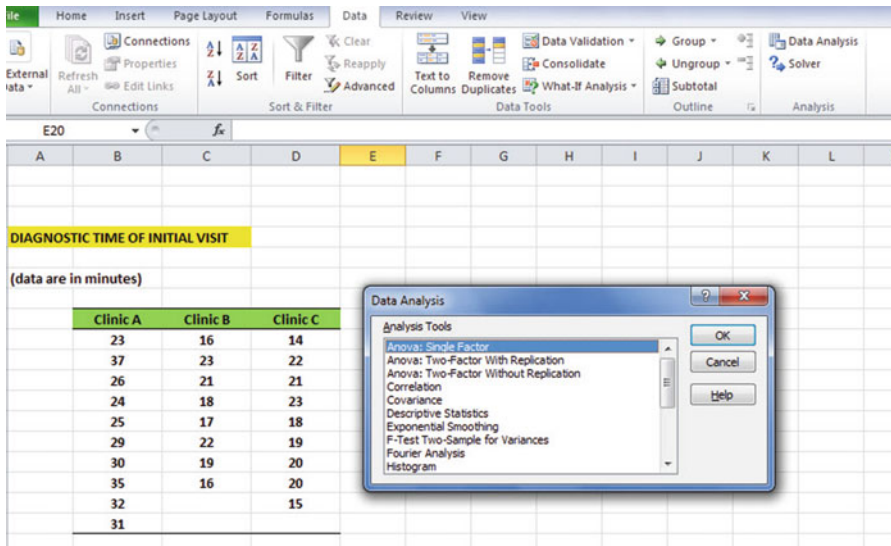 ile Home Insert Page Layout Formulas Data Review View
Connections Clear Data Validation Group Data Analysis
Properties Reapply Consolidate Ungroup Solver
External Refresh Edit Links Sort Filter Advanced Text to Remove What-If Analysis Subtotal
All Columns Duplicates
Connections Sort & Filter Data Tools Outline Analysis
E20 fx
A B C D E F G H I J K L
DIAGNOSTIC TIME OF INITIAL VISIT
(data are in minutes)
Clinic A Clinic B Clinic C
23 16 14
37 23 22
26 21 21
24 18 23
25 17 18
29 22 19
30 19 20
35 16 20
32 15
31
Data Analysis
Analysis Tools
Anova: Single Factor
Anova: Two-Factor With Replication
Anova: Two-Factor Without Replication
Correlation
Covariance
Descriptive Statistics
Exponential Smoothing
F-Test Two-Sample for Variances
Fourier Analysis
Histogram
OK
Cancel
Help